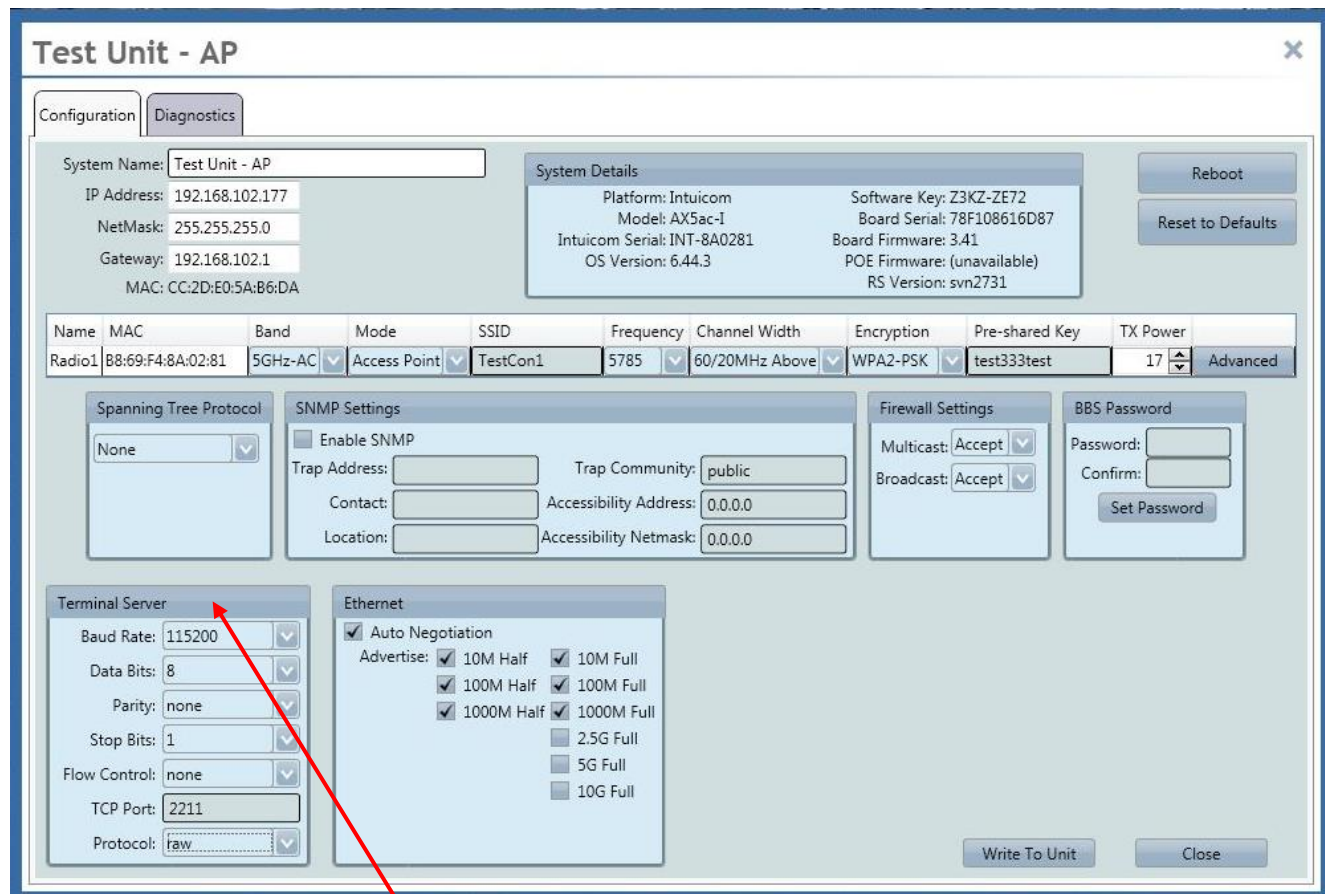 Test Unit - AP
Configuration
Diagnostics
System Name: Test Unit - AP
IP Address: 192.168.102.177
NetMask: 255.255.255.0
Gateway: 192.168.102.1
MAC: CC:2D:E0:5A:B6:DA
System Details
Platform: Intuicom
Model: AX5ac-I
Intuicom Serial: INT-8A0281
OS Version: 6.44.3
Software Key: Z3KZ-ZE72
Board Serial: 78F108616D87
Board Firmware: 3.41
POE Firmware: (unavailable)
RS Version: svn2731
Reboot
Reset to Defaults
Name MAC Band Mode SSID Frequency Channel Width Encryption Pre-shared Key TX Power
Radio1 B8:69:F4:8A:02:81 5GHz-AC Access Point TestCon1 5785 60/20MHz Above WPA2-PSK test333test 17 Advanced
Spanning Tree Protocol
None
SNMP Settings
Enable SNMP
Trap Address:
Contact:
Location:
Trap Community: public
Accessibility Address: 0.0.0.0
Accessibility Netmask: 0.0.0.0
Firewall Settings
Multicast: Accept
Broadcast: Accept
BBS Password
Password:
Confirm:
Set Password
Terminal Server
Baud Rate: 115200
Data Bits: 8
Parity: none
Stop Bits: 1
Flow Control: none
TCP Port: 2211
Protocol: raw
Ethernet
Auto Negotiation
Advertise: 10M Half 10M Full
100M Half 100M Full
1000M Half 1000M Full
2.5G Full
5G Full
10G Full
Write To Unit
Close